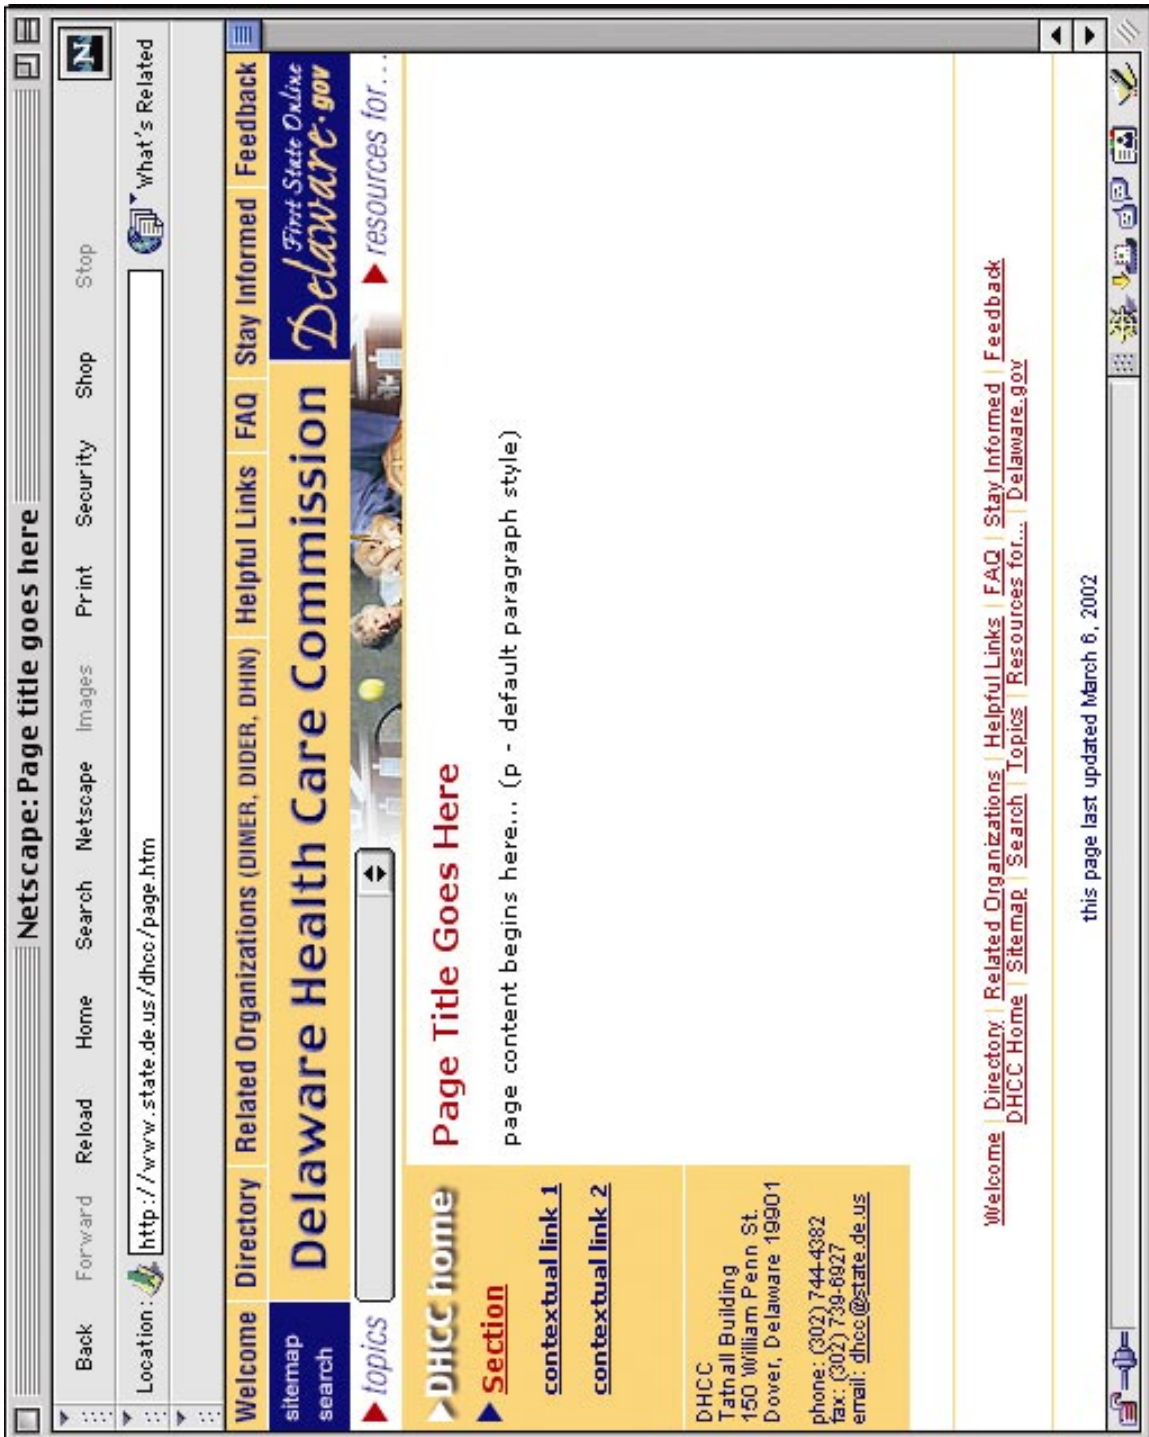 Netscape: Page title goes here
Back Forward Reload Home Search Netscape Images Print Security Shop Stop
N
Location: http://www.state.de.us/dhcc/page.htm What's Related
Welcome Directory Related Organizations (DIMER, DIDER, DHIN) Helpful Links FAQ Stay Informed Feedback
sitemap
search
Delaware Health Care Commission
First State Online
Delaware.gov
topics
resources for...
DHCC home
Section
contextual link 1
contextual link 2
DHCC
Tatnall Building
150 William Penn St.
Dover, Delaware 19901
phone: (302) 744-4382
fax: (302) 739-6927
email: dhcc@state.de.us
Page Title Goes Here
page content begins here... (p - default paragraph style)
Welcome | Directory | Related Organizations | Helpful Links | FAQ | Stay Informed | Feedback
DHCC Home | Sitemap | Search | Topics | Resources for... | Delaware.gov
this page last updated March 6, 2002